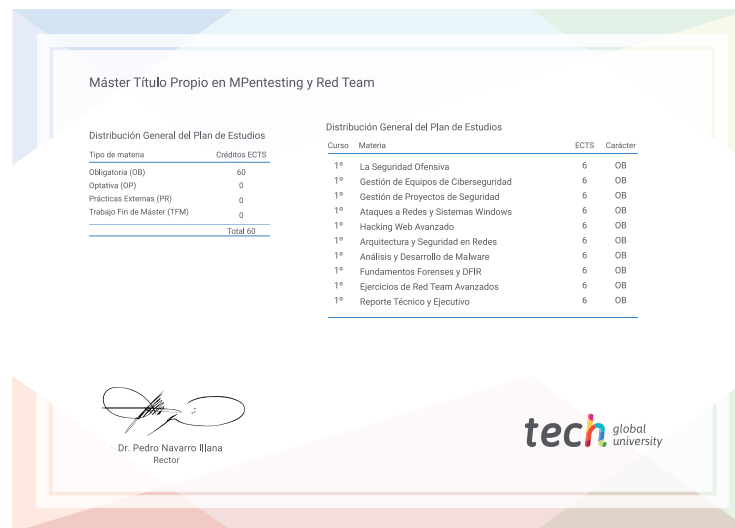 Máster Título Propio en MPentesting y Red Team
Distribución General del Plan de Estudios
Tipo de materia Créditos ECTS
Obligatoria (OB) 60
Optativa (OP) 0
Prácticas Externas (PR) 0
Trabajo Fin de Máster (TFM) 0
Total 60
Distribución General del Plan de Estudios
Curso Materia ECTS Carácter
1º La Seguridad Ofensiva 6 OB
1º Gestión de Equipos de Ciberseguridad 6 OB
1º Gestión de Proyectos de Seguridad 6 OB
1º Ataques a Redes y Sistemas Windows 6 OB
1º Hacking Web Avanzado 6 OB
1º Arquitectura y Seguridad en Redes 6 OB
1º Análisis y Desarrollo de Malware 6 OB
1º Fundamentos Forenses y DFIR 6 OB
1º Ejercicios de Red Team Avanzados 6 OB
1º Reporte Técnico y Ejecutivo 6 OB
Dr. Pedro Navarro Illana
Rector
tech global
university